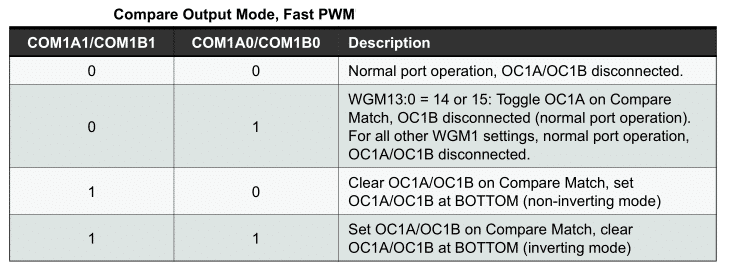 Compare Output Mode, Fast PWM
COM1A1/COM1B1 COM1A0/COM1B0 Description
0 0 Normal port operation, OC1A/OC1B disconnected.
0 1 WGM13:0 = 14 or 15: Toggle OC1A on Compare
Match, OC1B disconnected (normal port operation).
For all other WGM1 settings, normal port operation,
OC1A/OC1B disconnected.
1 0 Clear OC1A/OC1B on Compare Match, set
OC1A/OC1B at BOTTOM (non-inverting mode)
1 1 Set OC1A/OC1B on Compare Match, clear
OC1A/OC1B at BOTTOM (inverting mode)